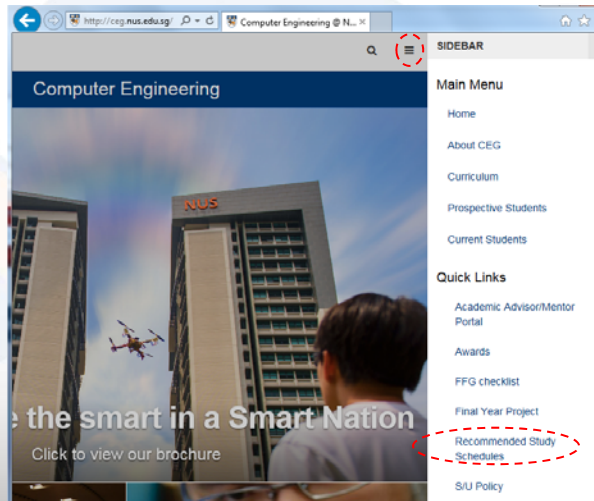 http://ceg.nus.edu.sg/
Computer Engineering @ N...
SIDEBAR
Computer Engineering
Main Menu
Home
About CEG
Curriculum
Prospective Students
Current Students
NUS
Quick Links
Academic Advisor/Mentor
Portal
Awards
FFG checklist
Final Year Project
Recommended Study
Schedules
S/U Policy
the smart in a Smart Nation
Click to view our brochure